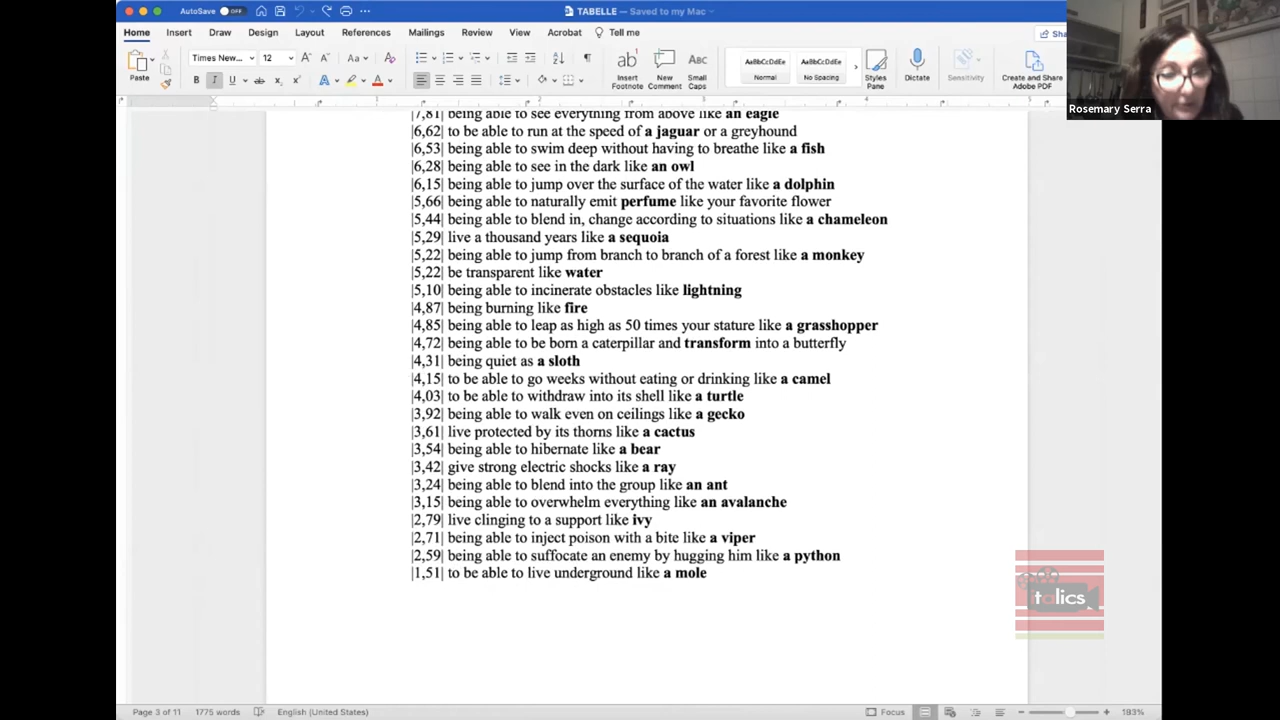 AutoSave OFF
TABELLE — Saved to my Mac
Home Insert Draw Design Layout References Mailings Review View Acrobat Tell me
Paste
Times New... 12
Insert Footnote
New Comment
Small Caps
AaBbCcDdEe Normal
AaBbCcDdEe No Spacing
Styles Pane
Dictate
Sensitivity
Create and Share Adobe PDF
Rosemary Serra
|7,81| being able to see everything from above like an eagle
|6,62| to be able to run at the speed of a jaguar or a greyhound
|6,53| being able to swim deep without having to breathe like a fish
|6,28| being able to see in the dark like an owl
|6,15| being able to jump over the surface of the water like a dolphin
|5,66| being able to naturally emit perfume like your favorite flower
|5,44| being able to blend in, change according to situations like a chameleon
|5,29| live a thousand years like a sequoia
|5,22| being able to jump from branch to branch of a forest like a monkey
|5,22| be transparent like water
|5,10| being able to incinerate obstacles like lightning
|4,87| being burning like fire
|4,85| being able to leap as high as 50 times your stature like a grasshopper
|4,72| being able to be born a caterpillar and transform into a butterfly
|4,31| being quiet as a sloth
|4,15| to be able to go weeks without eating or drinking like a camel
|4,03| to be able to withdraw into its shell like a turtle
|3,92| being able to walk even on ceilings like a gecko
|3,61| live protected by its thorns like a cactus
|3,54| being able to hibernate like a bear
|3,42| give strong electric shocks like a ray
|3,24| being able to blend into the group like an ant
|3,15| being able to overwhelm everything like an avalanche
|2,79| live clinging to a support like ivy
|2,71| being able to inject poison with a bite like a viper
|2,59| being able to suffocate an enemy by hugging him like a python
|1,51| to be able to live underground like a mole
italics
Page 3 of 11 1775 words English (United States) Focus 183%